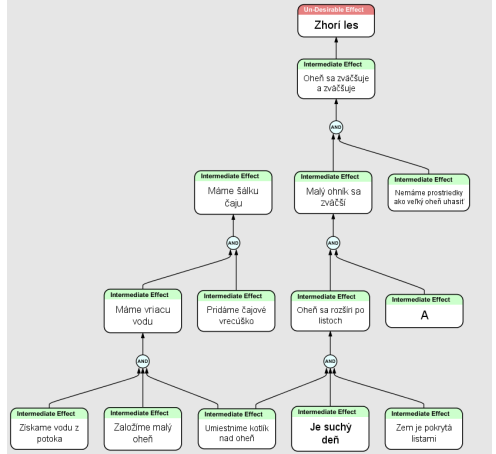 Un-Desirable Effect
Zhorí les
Intermediate Effect
Oheň sa zväčšuje
a zväčšuje
AND
Intermediate Effect
Máme šálku
čaju
Intermediate Effect
Malý ohník sa
zväčší
Intermediate Effect
Nemáme prostriedky
ako veľký oheň uhasiť
AND
AND
Intermediate Effect
Máme vriacu
vodu
Intermediate Effect
Pridáme čajové
vrecúško
Intermediate Effect
Oheň sa rozšíri po
listoch
Intermediate Effect
A
AND
AND
Intermediate Effect
Získame vodu z
potoka
Intermediate Effect
Založíme malý
oheň
Intermediate Effect
Umiestnime kotlík
nad oheň
Intermediate Effect
Je suchý
deň
Intermediate Effect
Zem je pokrytá
listami